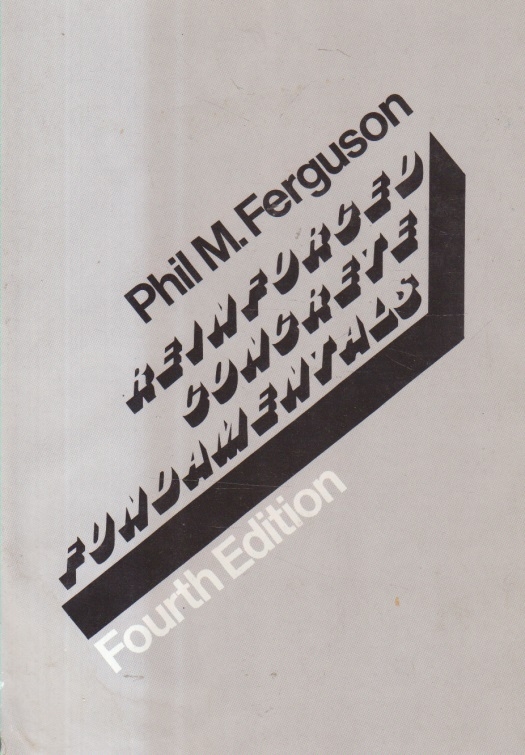 Phil M. Ferguson
REINFORCED
CONCRETE
FUNDAMENTALS
Fourth Edition